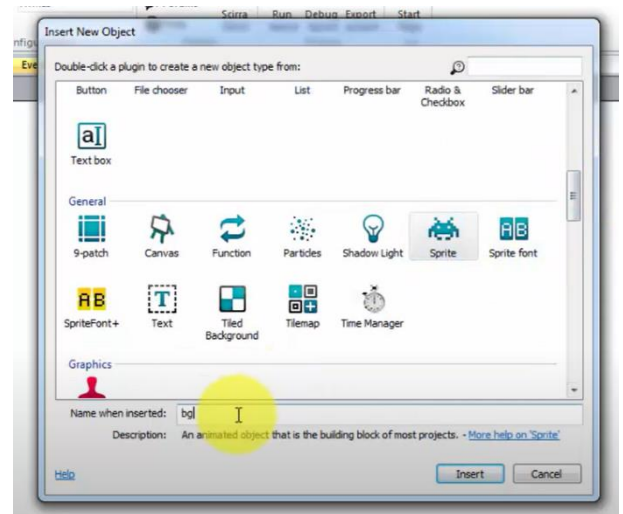 Scirra Run Debug Export Start
Insert New Object
Eve
Double-click a plugin to create a new object type from:
Button File chooser Input List Progress bar Radio & Checkbox Slider bar
Text box
General
9-patch Canvas Function Particles Shadow Light Sprite Sprite font
SpriteFont+ Text Tiled Background Tilemap Time Manager
Graphics
Name when inserted: bg
Description: An animated object that is the building block of most projects. - More help on 'Sprite'
Help Insert Cancel